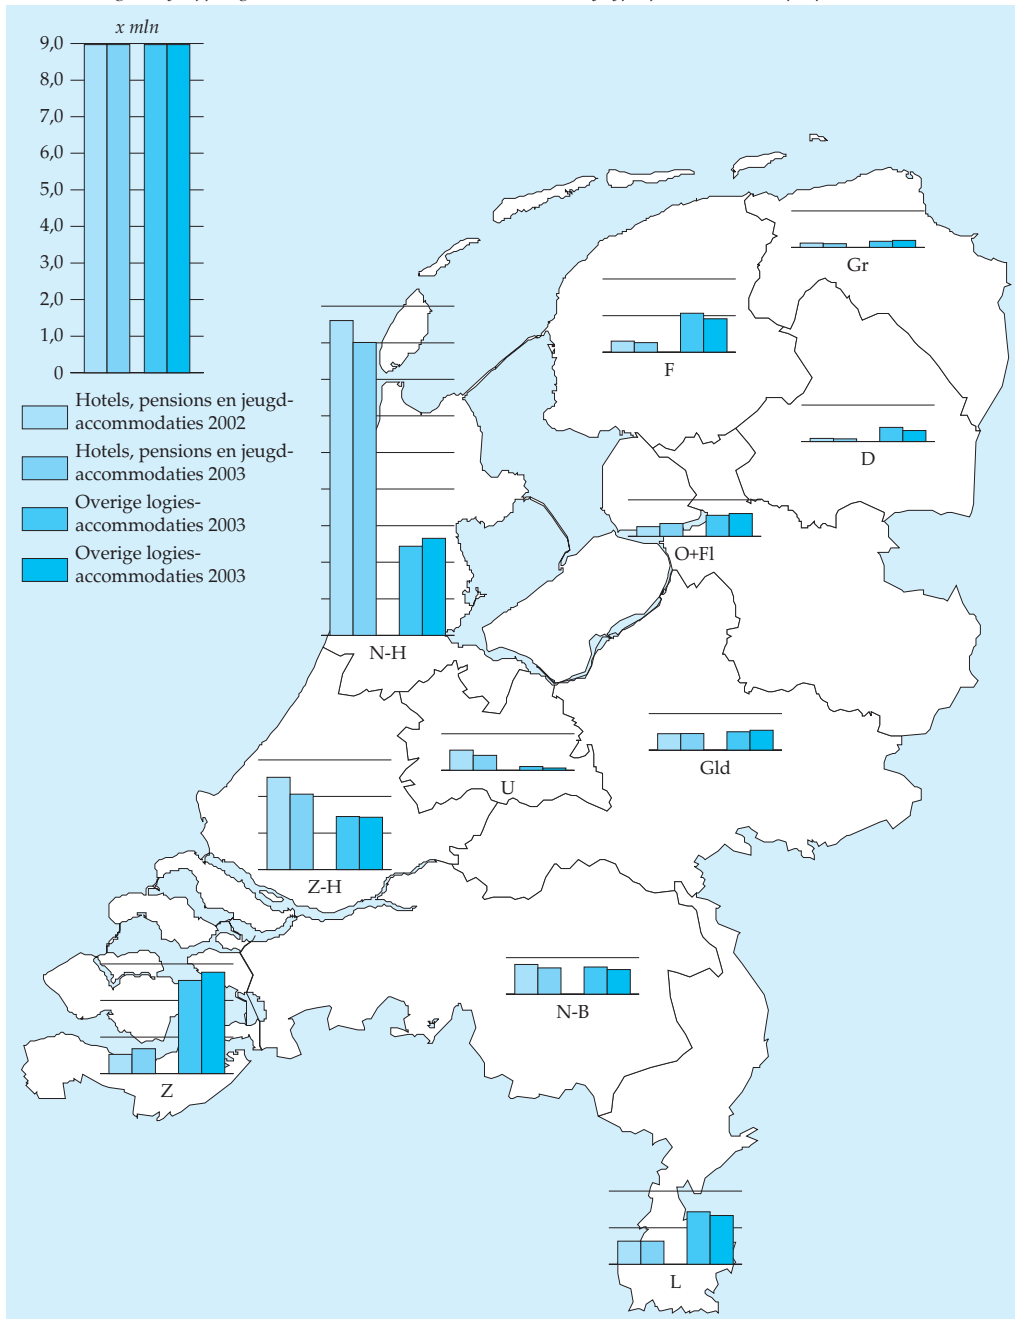 x mln
9,0
8,0
7,0
6,0
5,0
4,0
3,0
2,0
1,0
0
Hotels, pensions en jeugd-
accommodaties 2002
Hotels, pensions en jeugd-
accommodaties 2003
Overige logies-
accommodaties 2003
Overige logies-
accommodaties 2003
Gr
F
D
O+Fl
N-H
Gld
U
Z-H
N-B
Z
L